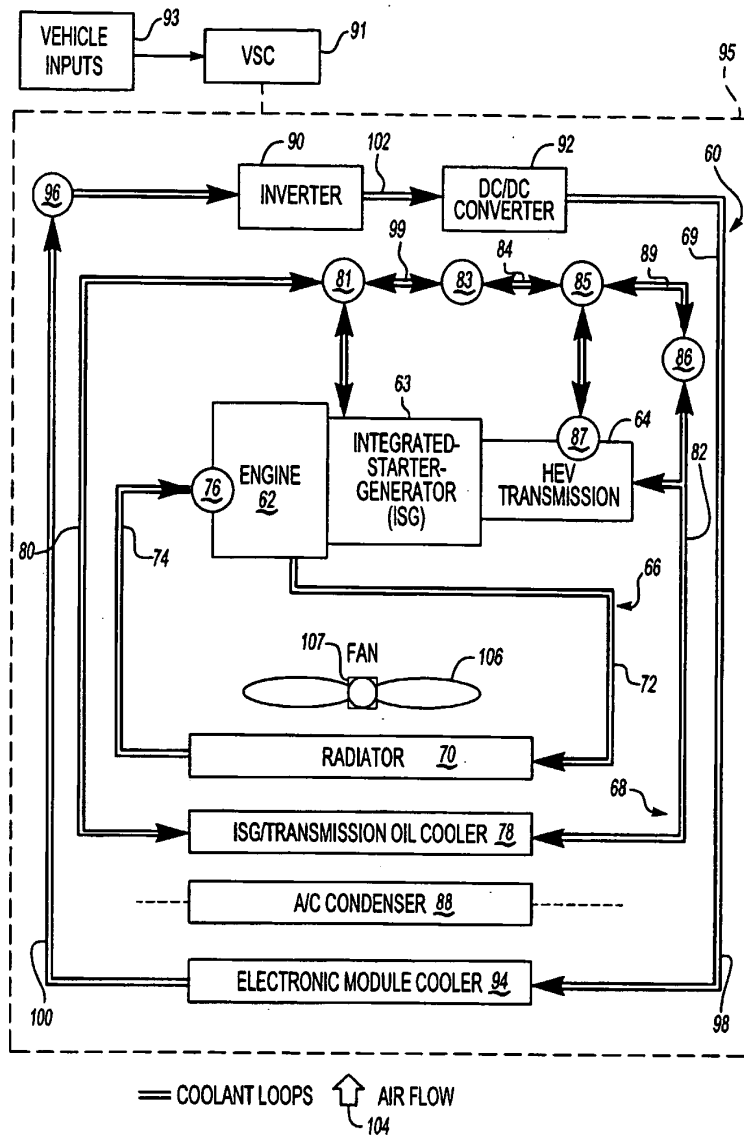 93
VEHICLE
INPUTS
91
VSC
95
90
102
92
60
96
INVERTER
DC/DC
CONVERTER
69
99
84
89
81
83
85
86
63
64
87
ENGINE
62
76
INTEGRATED-
STARTER-
GENERATOR
(ISG)
HEV
TRANSMISSION
82
80
74
66
107
FAN
106
72
RADIATOR 70
68
ISG/TRANSMISSION OIL COOLER 78
A/C CONDENSER 88
ELECTRONIC MODULE COOLER 94
100
98
COOLANT LOOPS
AIR FLOW
104